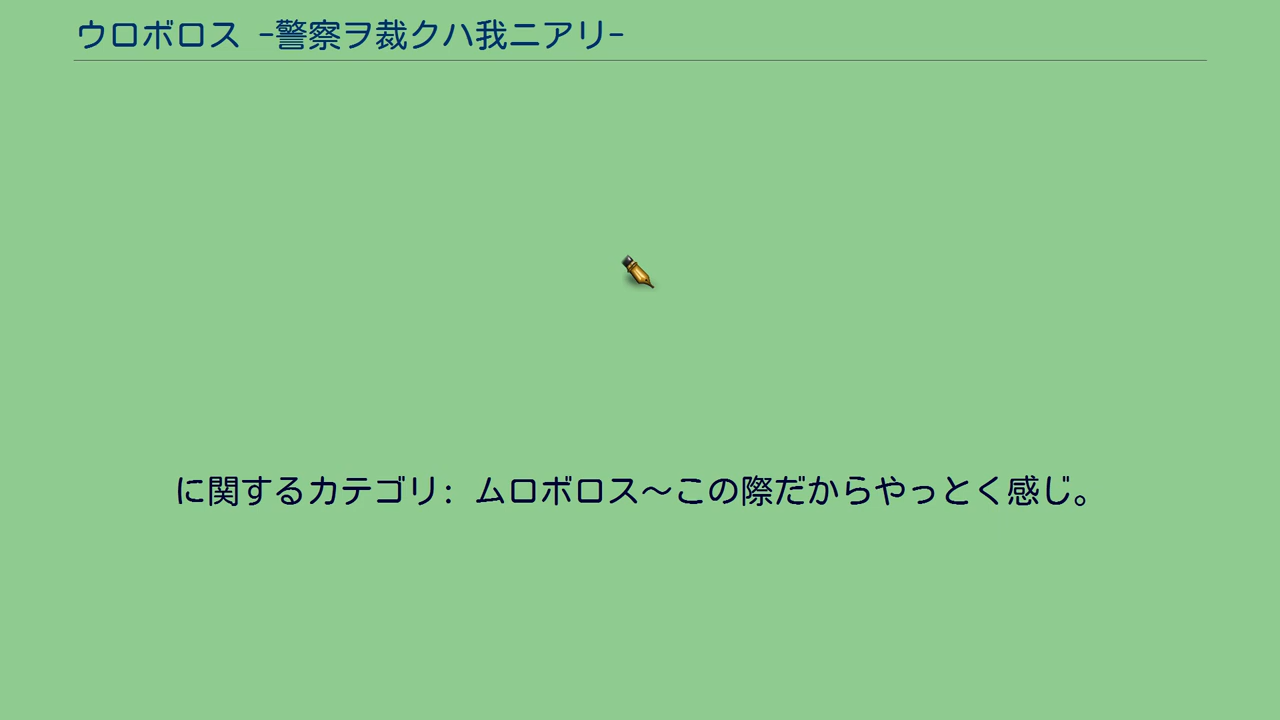 ウロボロス -警察ヲ裁クハ我ニアリ-
に関するカテゴリ: ムロボロス〜この際だからやっとく感じ。